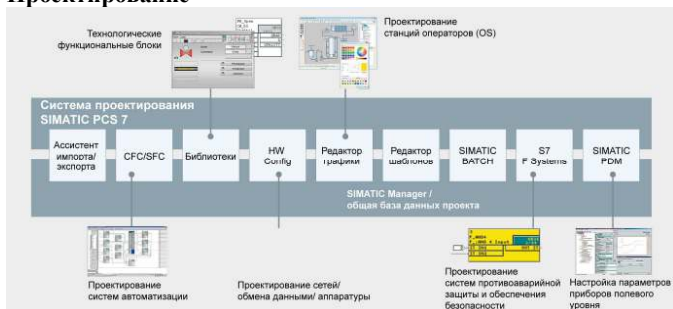 Проектирование
Технологические
функциональные блоки
Проектирование
станций операторов (OS)
Система проектирования
SIMATIC PCS 7
Ассистент
импорта/
экспорта
CFC/SFC
Библиотеки
HW
Config
Редактор
графики
Редактор
шаблонов
SIMATIC
BATCH
S7
F Systems
SIMATIC
PDM
SIMATIC Manager /
общая база данных проекта
Проектирование
систем автоматизации
Проектирование сетей/
обмена данными/ аппаратуры
Проектирование
систем противоаварийной
защиты и обеспечения
безопасности
Настройка параметров
приборов полевого
уровня